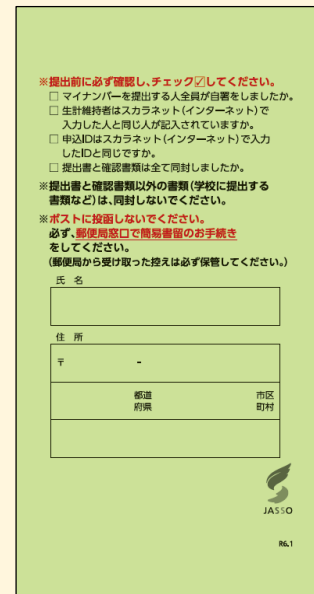 ※提出前に必ず確認し、チェック☑してください。
□ マイナンバーを提出する人全員が自署をしましたか。
□ 生計維持者はスカラネット(インターネット)で
入力した人と同じ人が記入されていますか。
□ 申込IDはスカラネット(インターネット)で入力
したIDと同じですか。
□ 提出書と確認書類は全て同封しましたか。
※提出書と確認書類以外の書類(学校に提出する
書類など)は、同封しないでください。
※ポストに投函しないでください。
必ず、郵便局窓口で簡易書留のお手続き
をしてください。
(郵便局から受け取った控えは必ず保管してください。)
氏 名
住 所
〒 -
都道 市区
府県 町村
JASSO
R6.1